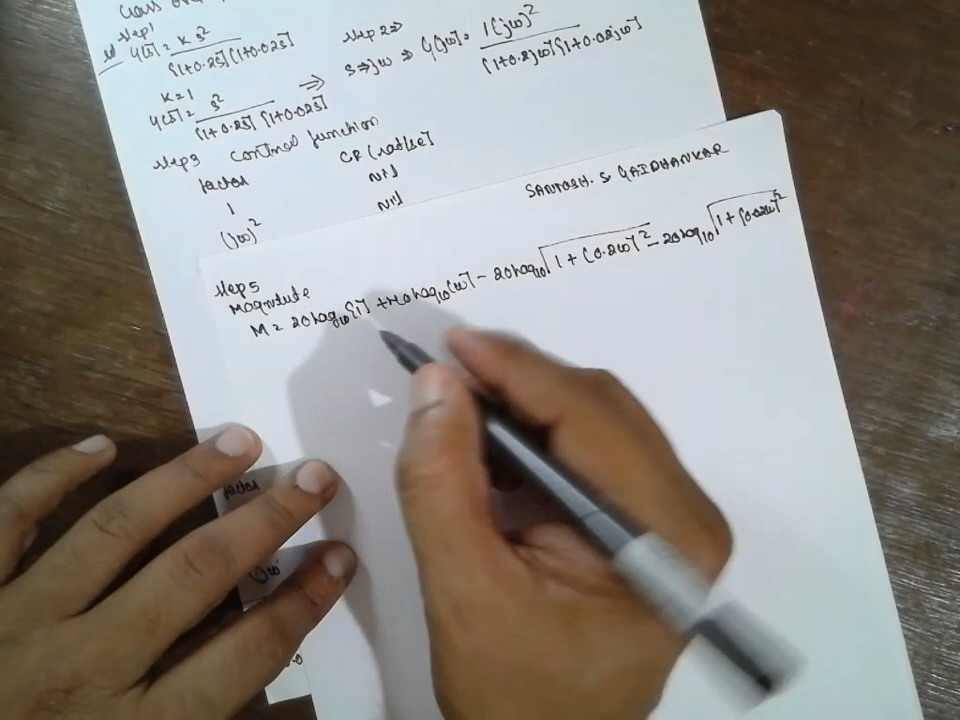 Step1
G(s) = K s²
(1+0.2s)(1+0.02s)
K=1
G(s) = s²
(1+0.2s)(1+0.02s)
⇒
Step2⇒
s⇒jω ⇒ G(jω) = 1(jω)²
(1+0.2jω)(1+0.02jω)
Step3 function
factor
CF (rad/sec)
1
Nil
(jω)²
Nil
SANTOSH. S GAIDHANKAR
Step5
Magnitude
M = 20log₁₀(1) + 40log₁₀(ω) - 20log₁₀√1+(0.2ω)² - 20log₁₀√1+(0.02ω)²
factor